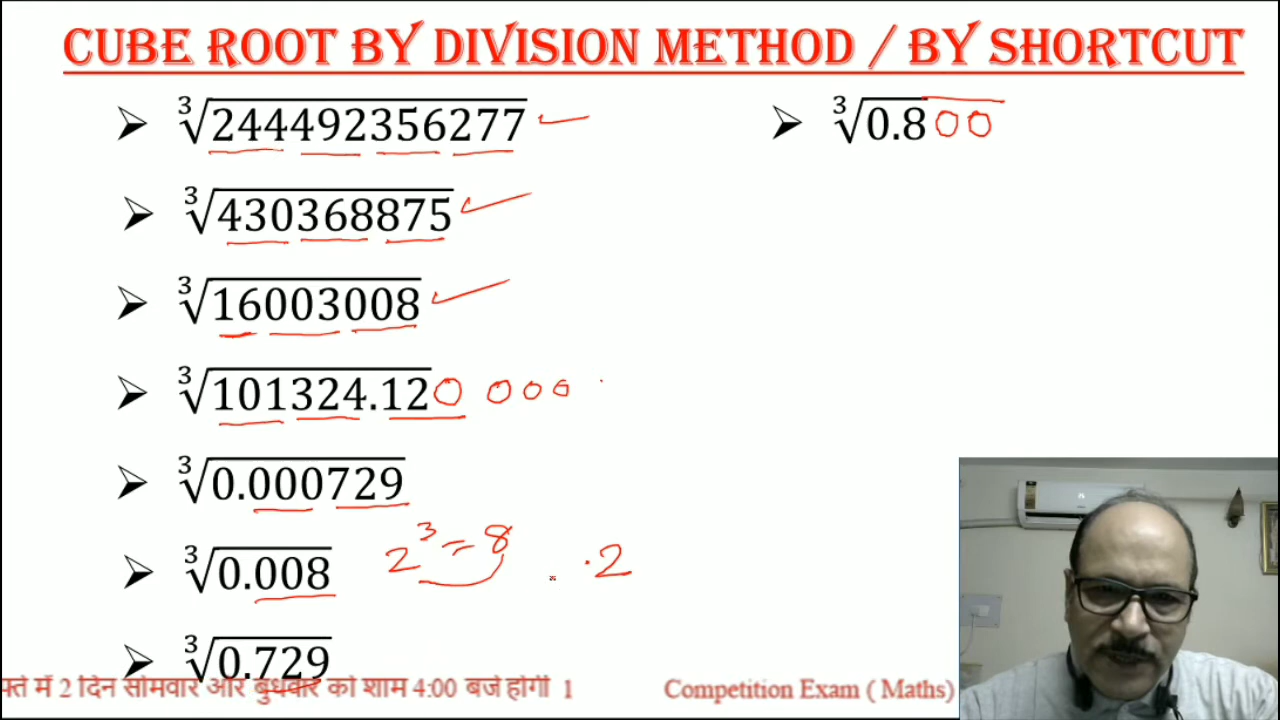 CUBE ROOT BY DIVISION METHOD / BY SHORTCUT
➢ ∛244492356277
➢ ∛430368875
➢ ∛16003008
➢ ∛101324.120 000
➢ ∛0.000729
➢ ∛0.008 2³ = 8 .2
➢ ∛0.729
➢ ∛0.800
में 2 दिन सोमवार और बुधवार को शाम 4:00 बजे होगी 1 Competition Exam ( Maths)